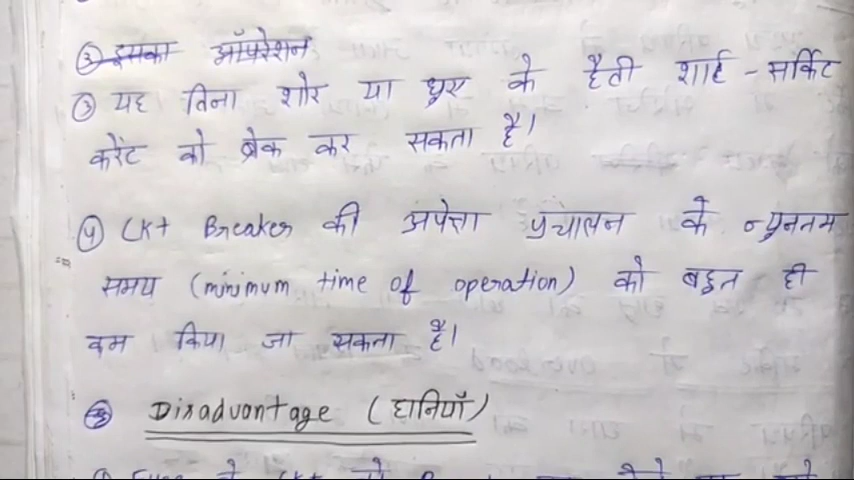 ③ इसका ऑपरेशन
③ यह बिना शोर या धुएं के हैवी शार्ट - सर्किट
करेंट को ब्रेक कर सकता है।
④ CKt Breaker की अपेक्षा प्रचालन के न्यूनतम
समय (minimum time of operation) को बहुत ही
कम किया जा सकता है।
Disadvantage (हानियाँ)